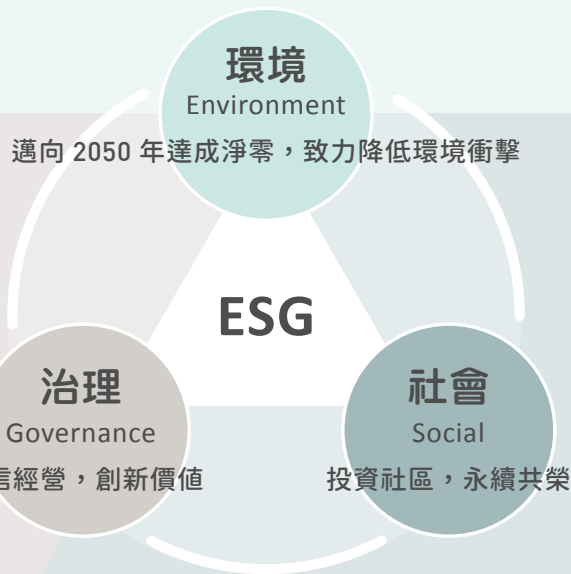 環境
Environment
邁向 2050 年達成淨零，致力降低環境衝擊
ESG
治理
Governance
信經營，創新價值
社會
Social
投資社區，永續共榮